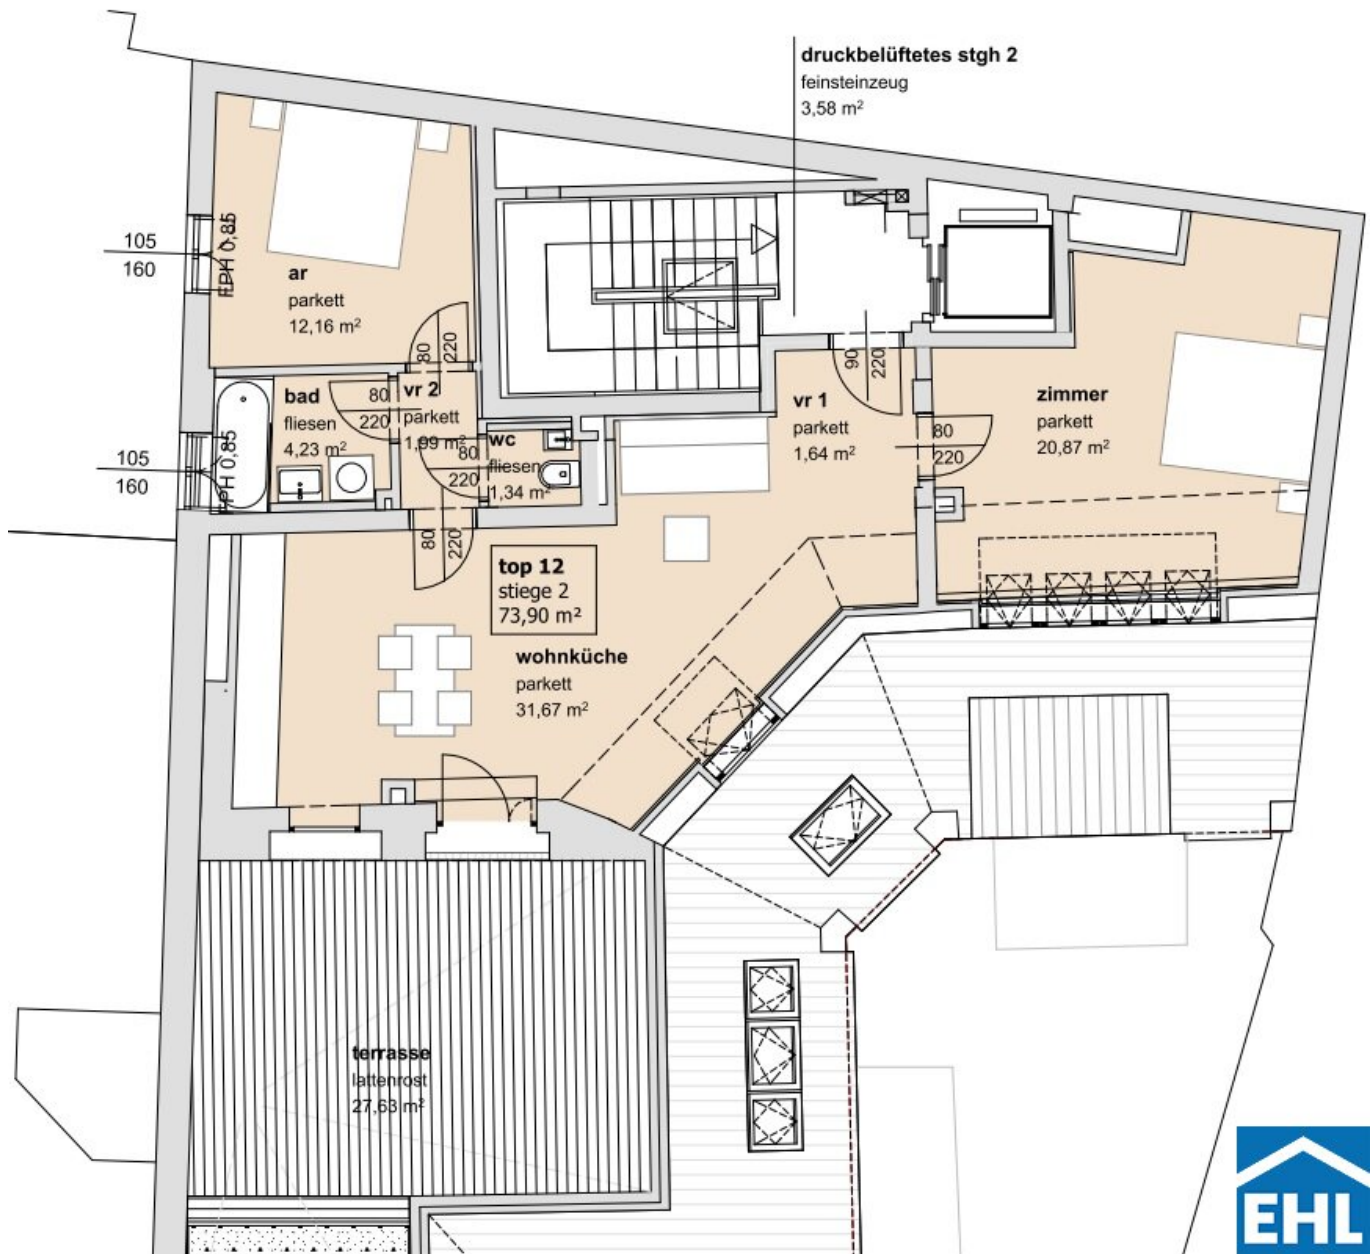 druckbelüftetes stgh 2
feinsteinzeug
3,58 m²
105
160
FPH 0,85
ar
parkett
12,16 m²
80
220
90
220
bad
fliesen
4,23 m²
80
220
vr 2
parkett
1,99 m²
wc
fliesen
1,34 m²
80
220
vr 1
parkett
1,64 m²
80
220
zimmer
parkett
20,87 m²
105
160
FPH 0,85
80
220
top 12
stiege 2
73,90 m²
wohnküche
parkett
31,67 m²
terrasse
lattenrost
27,63 m²
EHL